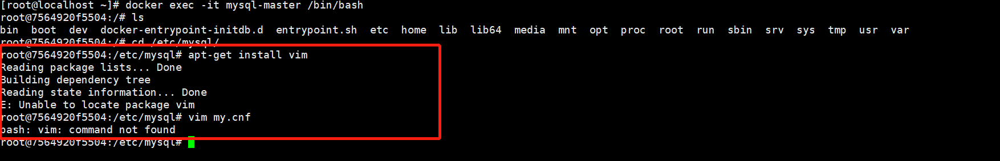 [root@localhost ~]# docker exec -it mysql-master /bin/bash
root@7564920f5504:/# ls
bin  boot  dev  docker-entrypoint-initdb.d  entrypoint.sh  etc  home  lib  lib64  media  mnt  opt  proc  root  run  sbin  srv  sys  tmp  usr  var
root@7564920f5504:/# cd /etc/mysql/
root@7564920f5504:/etc/mysql# apt-get install vim
Reading package lists... Done
Building dependency tree
Reading state information... Done
E: Unable to locate package vim
root@7564920f5504:/etc/mysql# vim my.cnf
bash: vim: command not found
root@7564920f5504:/etc/mysql#